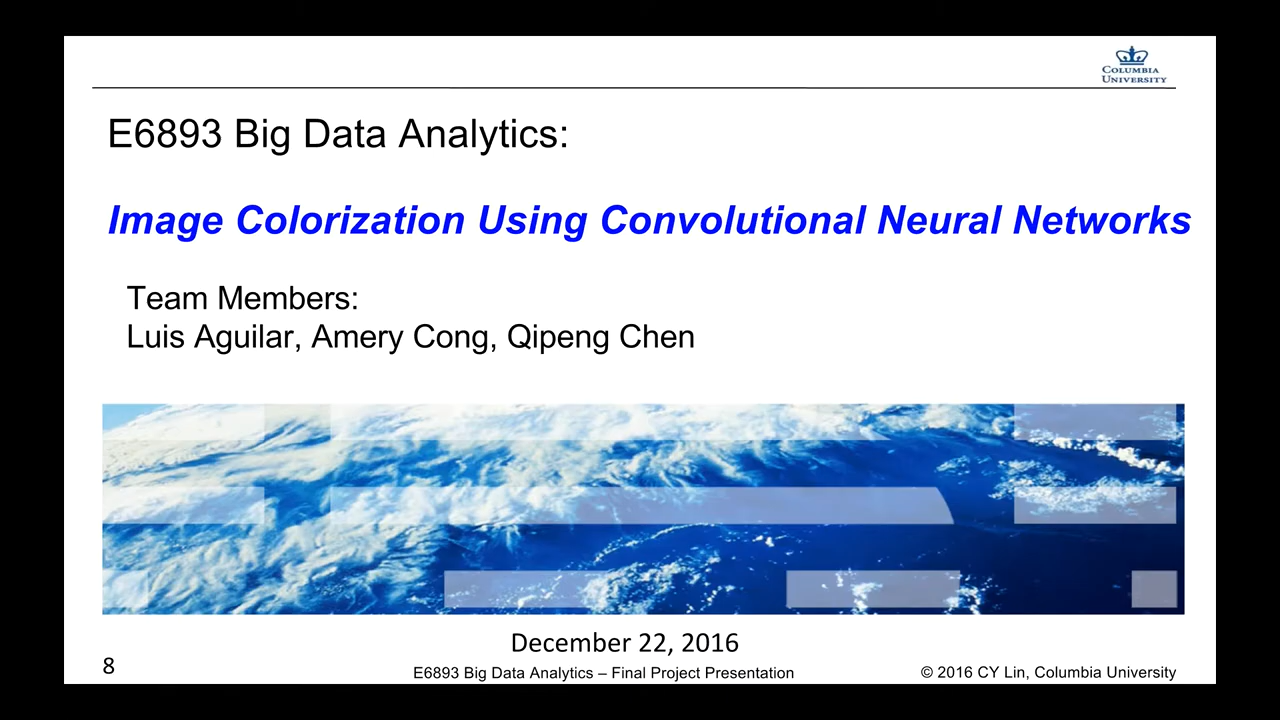 COLUMBIA
UNIVERSITY
E6893 Big Data Analytics:
Image Colorization Using Convolutional Neural Networks
Team Members:
Luis Aguilar, Amery Cong, Qipeng Chen
December 22, 2016
8
E6893 Big Data Analytics – Final Project Presentation
© 2016 CY Lin, Columbia University